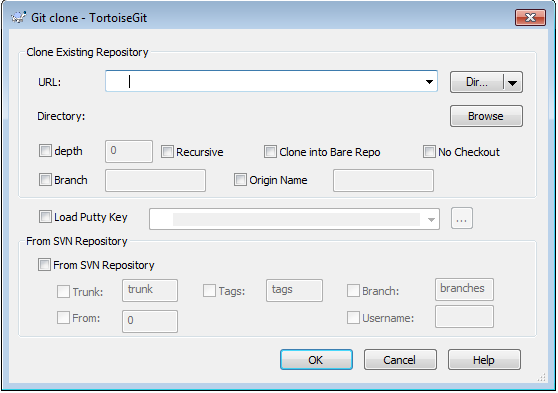 Git clone - TortoiseGit
Clone Existing Repository
URL:
Dir...
Directory:
Browse
depth 0 Recursive Clone into Bare Repo No Checkout
Branch Origin Name
Load Putty Key ...
From SVN Repository
From SVN Repository
Trunk: trunk Tags: tags Branch: branches
From: 0 Username:
OK Cancel Help